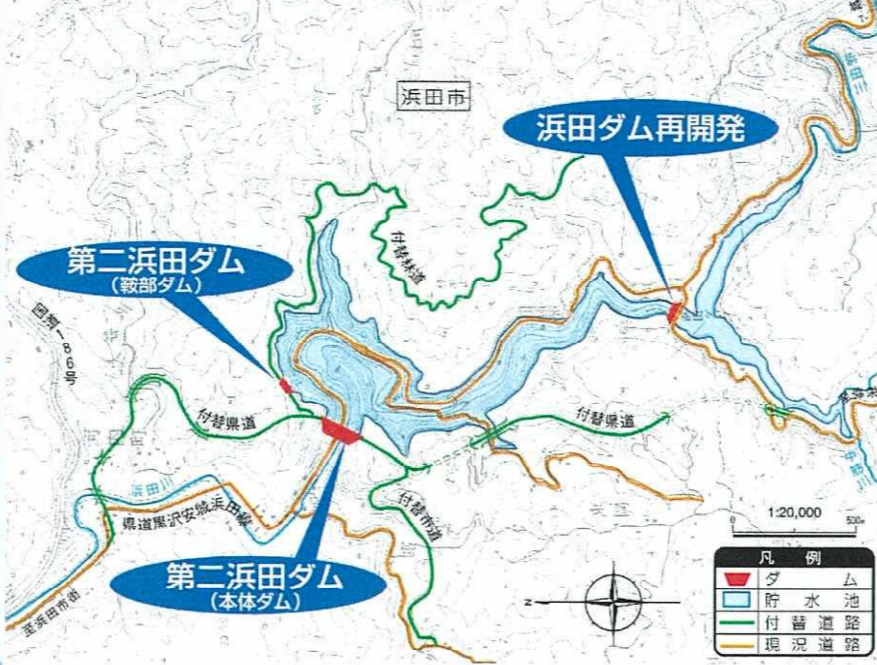 浜田市
浜田ダム再開発
三田川
第二浜田ダム
(鞍部ダム)
付替林道
国道186号
付替県道
付替県道
浜田川
県道黒沢安城浜田線
付替市道
至浜田市街
第二浜田ダム
(本体ダム)
1:20,000
0
500m
z
凡例
ダム
貯水池
付替道路
現況道路